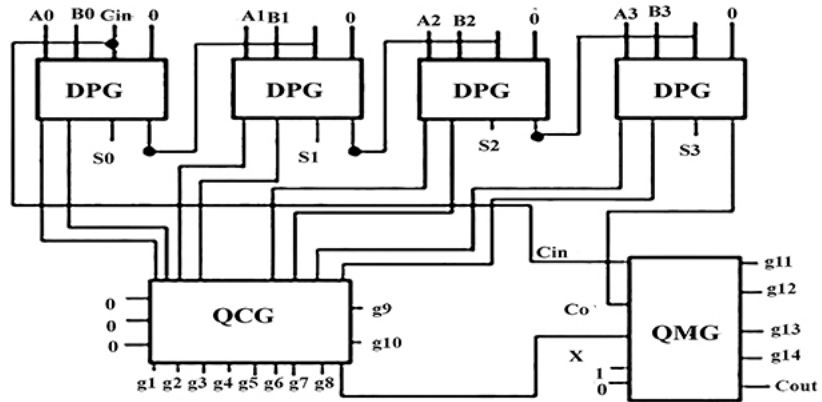 A0 B0 Cin 0 A1 B1 0 A2 B2 0 A3 B3 0
DPG DPG DPG DPG
S0 S1 S2 S3
Cin
g11
0 g9 Co g12
0 QCG QMG
0 g10 X g13
1 g14
g1 g2 g3 g4 g5 g6 g7 g8 0 Cout